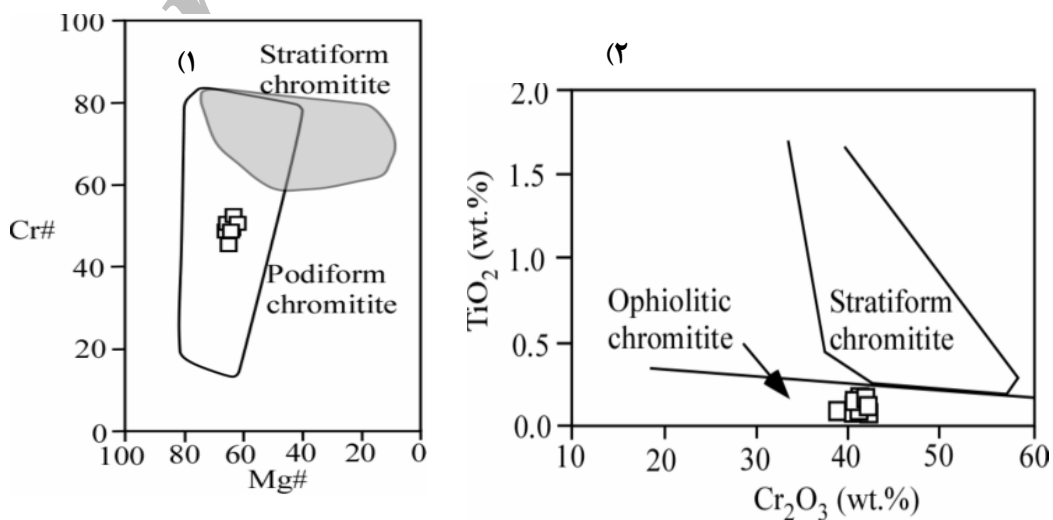 (۱
Stratiform
chromitite
Podiform
chromitite
Cr#
100
80
60
40
20
0
100 80 60 40 20 0
Mg#
(۲
Ophiolitic
chromitite
Stratiform
chromitite
TiO₂ (wt.%)
2.0
1.5
1.0
0.5
0.0
10 20 30 40 50 60
Cr₂O₃ (wt.%)